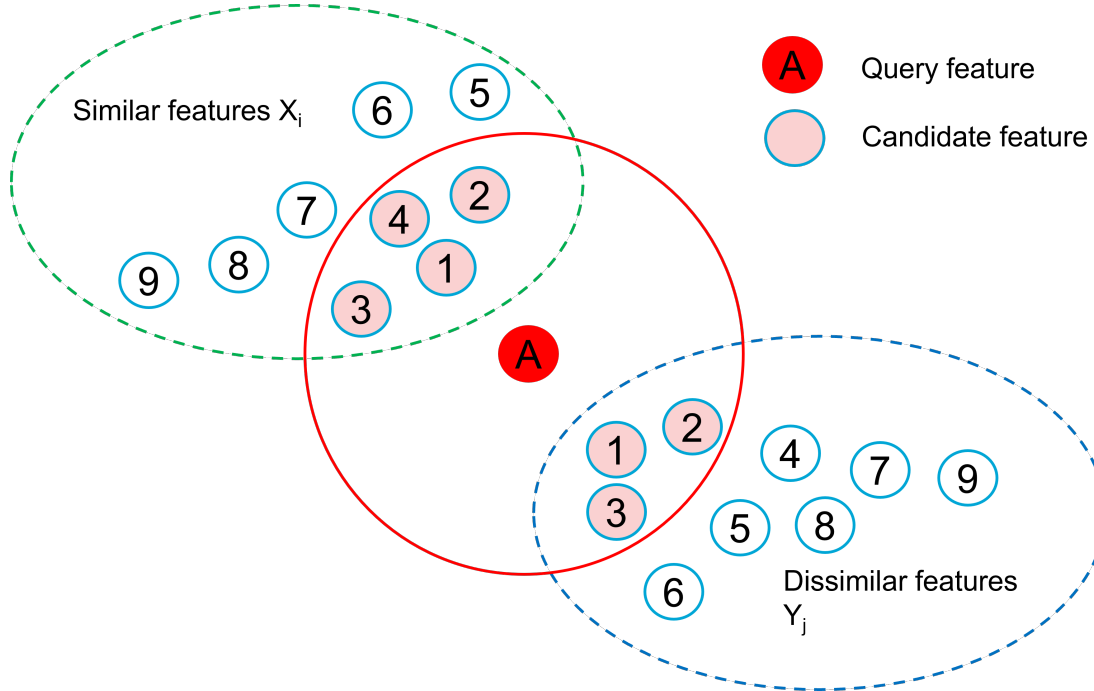 A
Query feature
Candidate feature
Similar features Xi
6
5
7
4
2
9
8
1
3
A
1
2
3
4
7
9
5
8
6
Dissimilar features
Yj